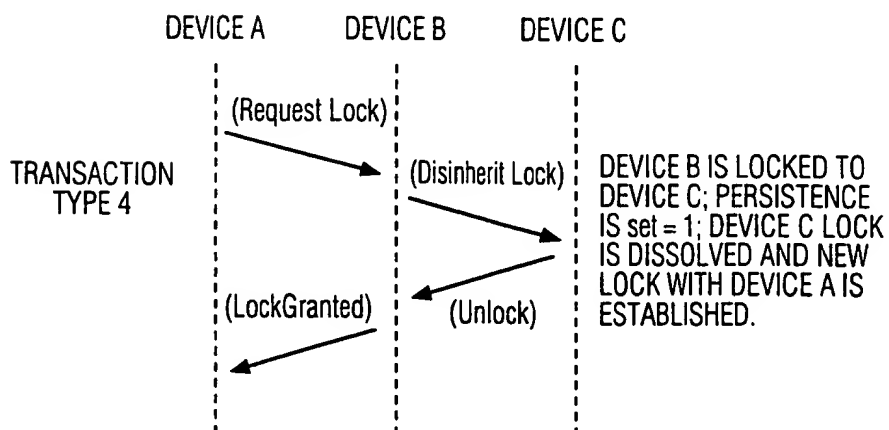 DEVICE A DEVICE B DEVICE C
(Request Lock)
TRANSACTION
TYPE 4
(Disinherit Lock)
DEVICE B IS LOCKED TO
DEVICE C; PERSISTENCE
IS set = 1; DEVICE C LOCK
IS DISSOLVED AND NEW
LOCK WITH DEVICE A IS
ESTABLISHED.
(LockGranted)
(Unlock)